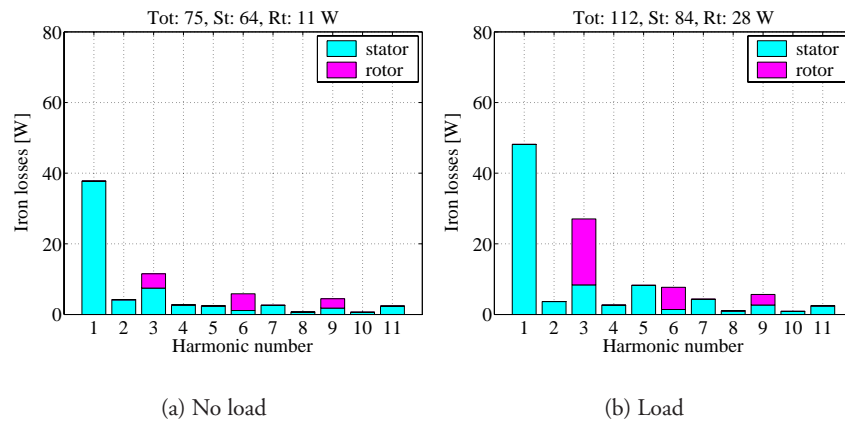 Tot: 75, St: 64, Rt: 11 W
80
60
40
20
0
Iron losses [W]
stator
rotor
1 2 3 4 5 6 7 8 9 10 11
Harmonic number
(a) No load
Tot: 112, St: 84, Rt: 28 W
80
60
40
20
0
Iron losses [W]
stator
rotor
1 2 3 4 5 6 7 8 9 10 11
Harmonic number
(b) Load